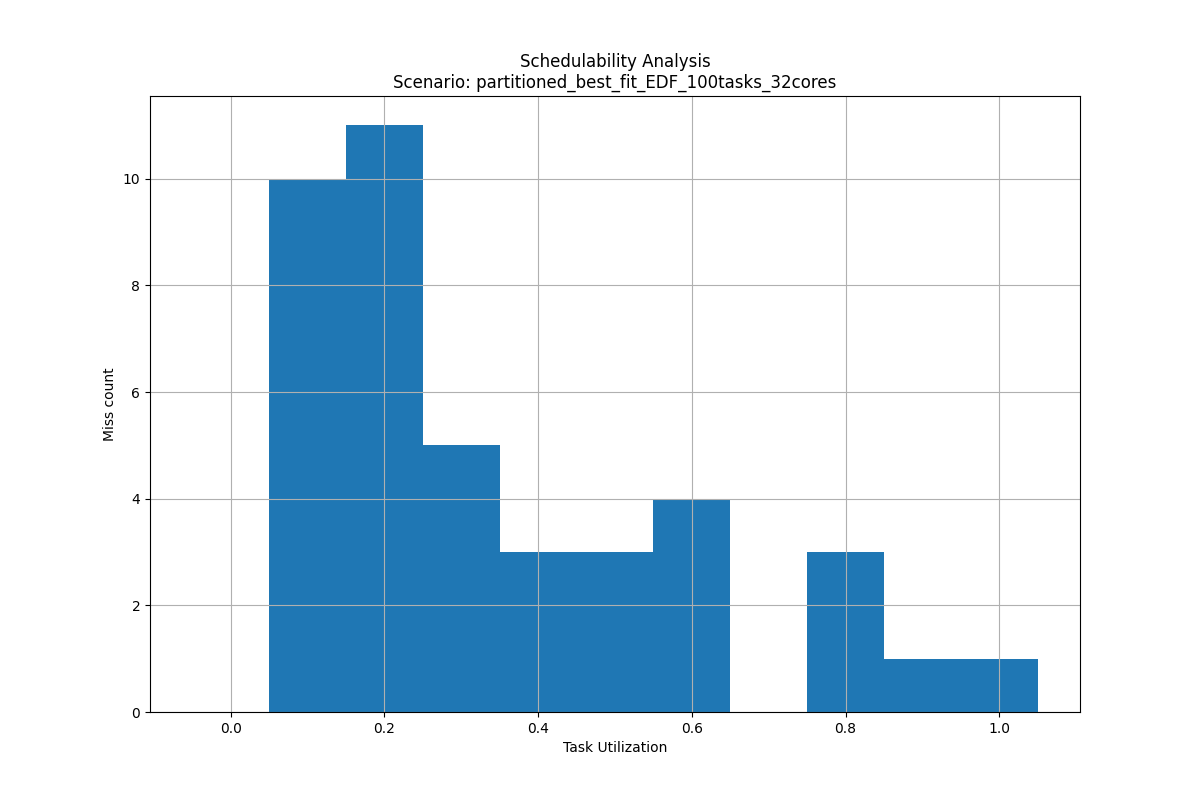 Schedulability Analysis
Scenario: partitioned_best_fit_EDF_100tasks_32cores
10
8
6
4
2
0
Miss count
0.0 0.2 0.4 0.6 0.8 1.0
Task Utilization